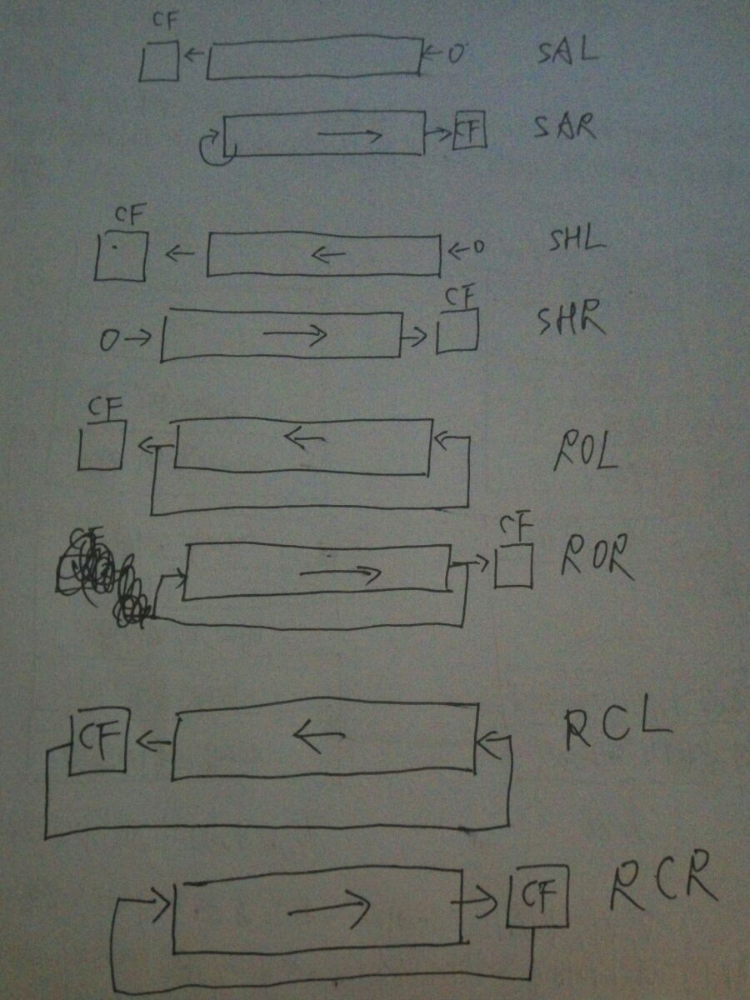 CF
0 SAL
CF SAR
CF
0 SHL
CF
0 SHR
CF
ROL
CF
CF ROR
CF RCL
CF RCR